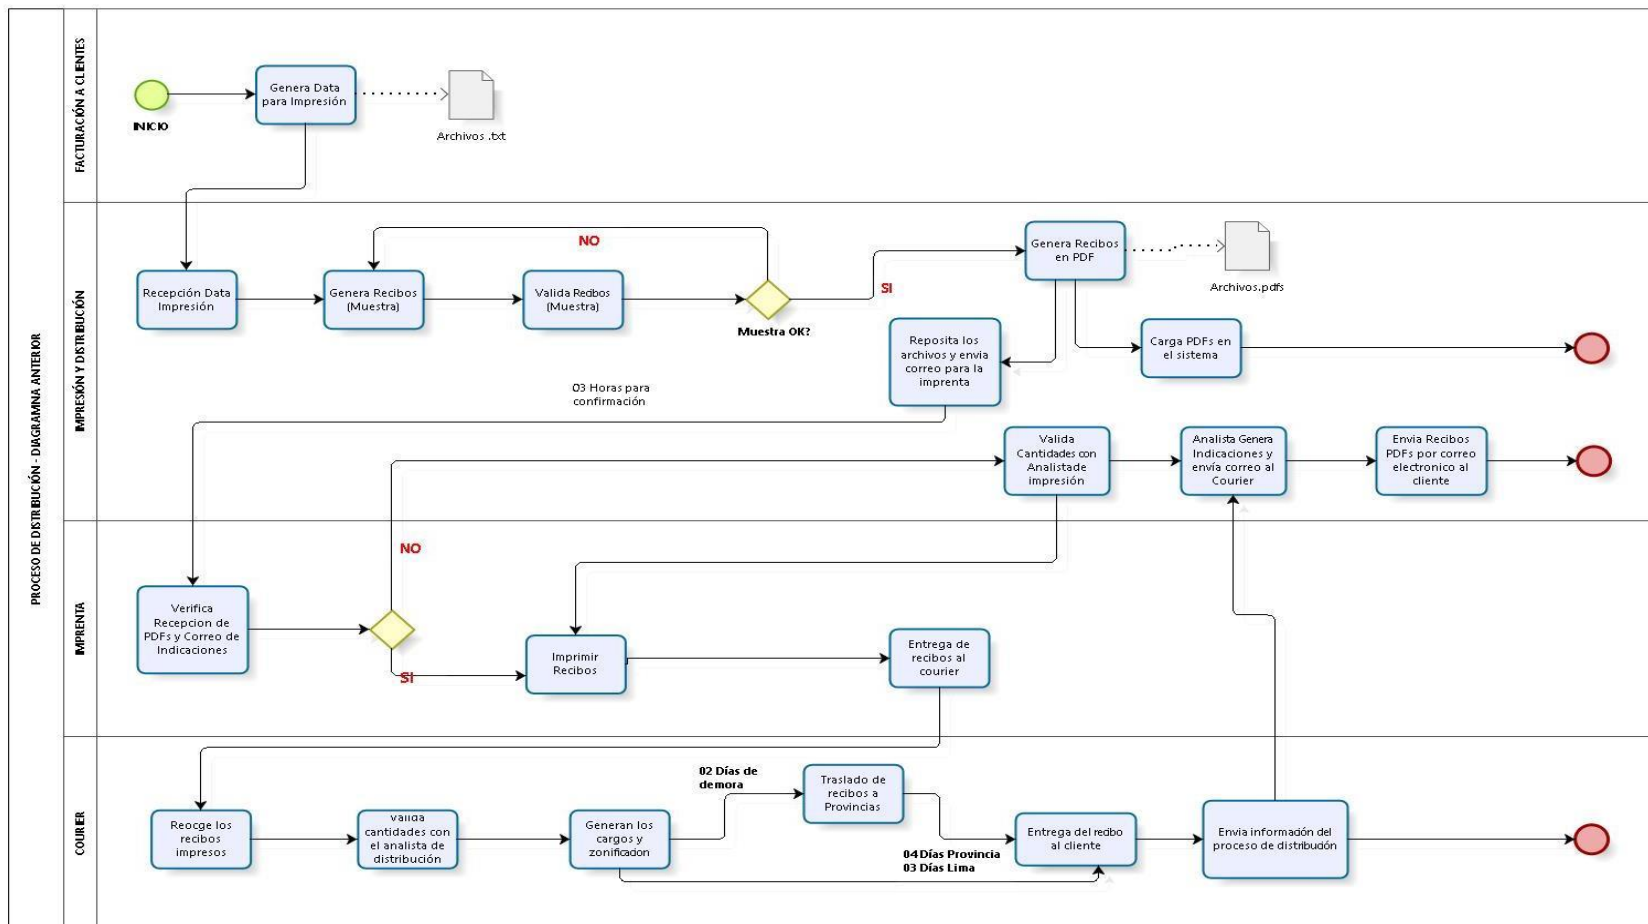 PROCESO DE DISTRIBUCIÓN - DIAGRAMNA ANTERIOR
FACTURACIÓN A CLIENTES
INICIO
Genera Data
para Impresión
Archivos .txt
IMPRESIÓN Y DISTRIBUCIÓN
Recepción Data
Impresión
Genera Recibos
(Muestra)
Valida Recibos
(Muestra)
NO
Muestra OK?
SI
Genera Recibos
en PDF
Archivos.pdfs
Reposita los
archivos y envia
correo para la
imprenta
Carga PDFs en
el sistema
03 Horas para
confirmación
Valida
Cantidades con
Analistade
impresión
Analista Genera
Indicaciones y
envía correo al
Courier
Envia Recibos
PDFs por correo
electronico al
cliente
IMPRENTA
Verifica
Recepcion de
PDFs y Correo de
Indicaciones
NO
SI
Imprimir
Recibos
Entrega de
recibos al
courier
COURIER
Reocge los
recibos
impresos
Valida
cantidades con
el analista de
distribución
Generan los
cargos y
zonificacion
02 Días de
demora
Traslado de
recibos a
Provincias
04 Días Provincia
03 Días Lima
Entrega del recibo
al cliente
Envia información del
proceso de distribución